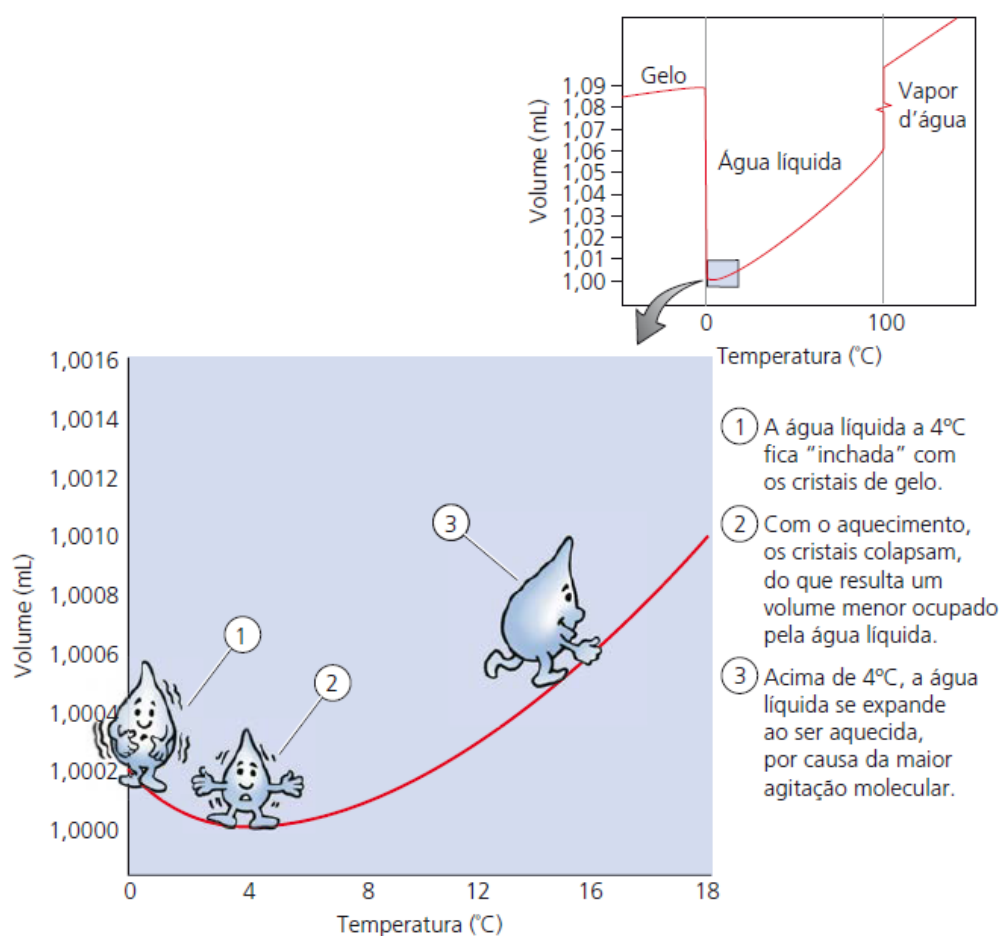 Volume (mL)
1,09
1,08
1,07
1,06
1,05
1,04
1,03
1,02
1,01
1,00
Gelo
Água líquida
Vapor
d’água
0
100
Temperatura (°C)
Volume (mL)
1,0016
1,0014
1,0012
1,0010
1,0008
1,0006
1,0004
1,0002
1,0000
1
2
3
0
4
8
12
16
18
Temperatura (°C)
1 A água líquida a 4ºC
fica “inchada” com
os cristais de gelo.
2 Com o aquecimento,
os cristais colapsam,
do que resulta um
volume menor ocupado
pela água líquida.
3 Acima de 4ºC, a água
líquida se expande
ao ser aquecida,
por causa da maior
agitação molecular.